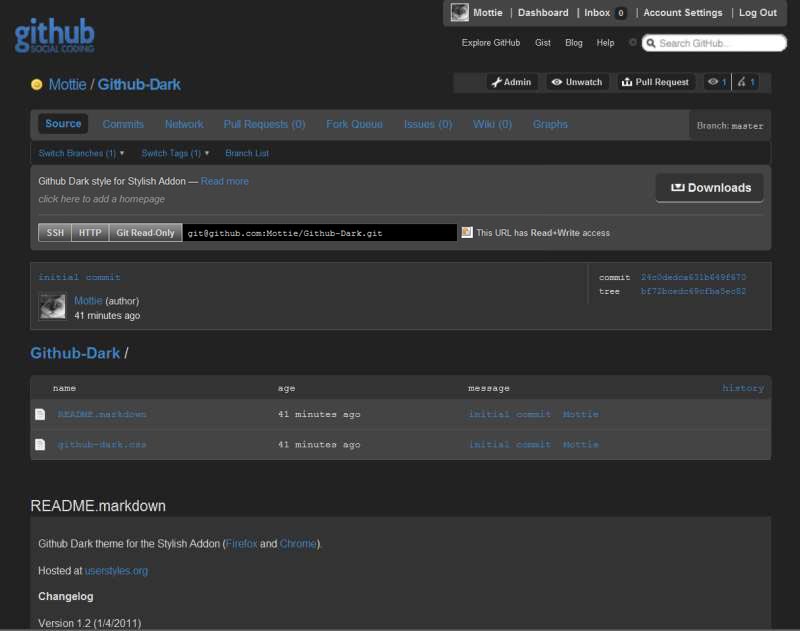 Mottie | Dashboard | Inbox 0 | Account Settings | Log Out
github
SOCIAL CODING
Explore GitHub Gist Blog Help Search GitHub...
Mottie / Github-Dark
Admin Unwatch Pull Request 1 1
Source Commits Network Pull Requests (0) Fork Queue Issues (0) Wiki (0) Graphs Branch: master
Switch Branches (1) ▾ Switch Tags (1) ▾ Branch List
Github Dark style for Stylish Addon — Read more
Downloads
click here to add a homepage
SSH HTTP Git Read-Only git@github.com:Mottie/Github-Dark.git This URL has Read+Write access
initial commit
commit 24c0dedca631b649f670
Mottie (author)
tree
41 minutes ago
Github-Dark /
name age message history
README.markdown 41 minutes ago initial commit Mottie
github-dark.css 41 minutes ago initial commit Mottie
README.markdown
Github Dark theme for the Stylish Addon (Firefox and Chrome).
Hosted at userstyles.org
Changelog
Version 1.2 (1/4/2011)